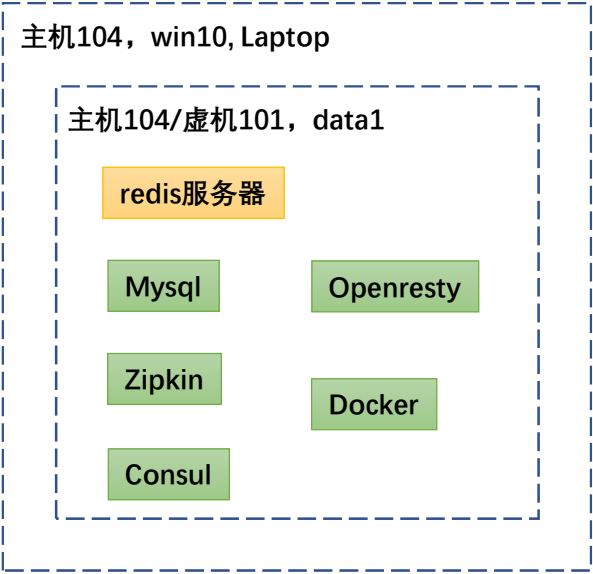 主机104，win10, Laptop
主机104/虚机101，data1
redis服务器
Mysql
Openresty
Zipkin
Docker
Consul